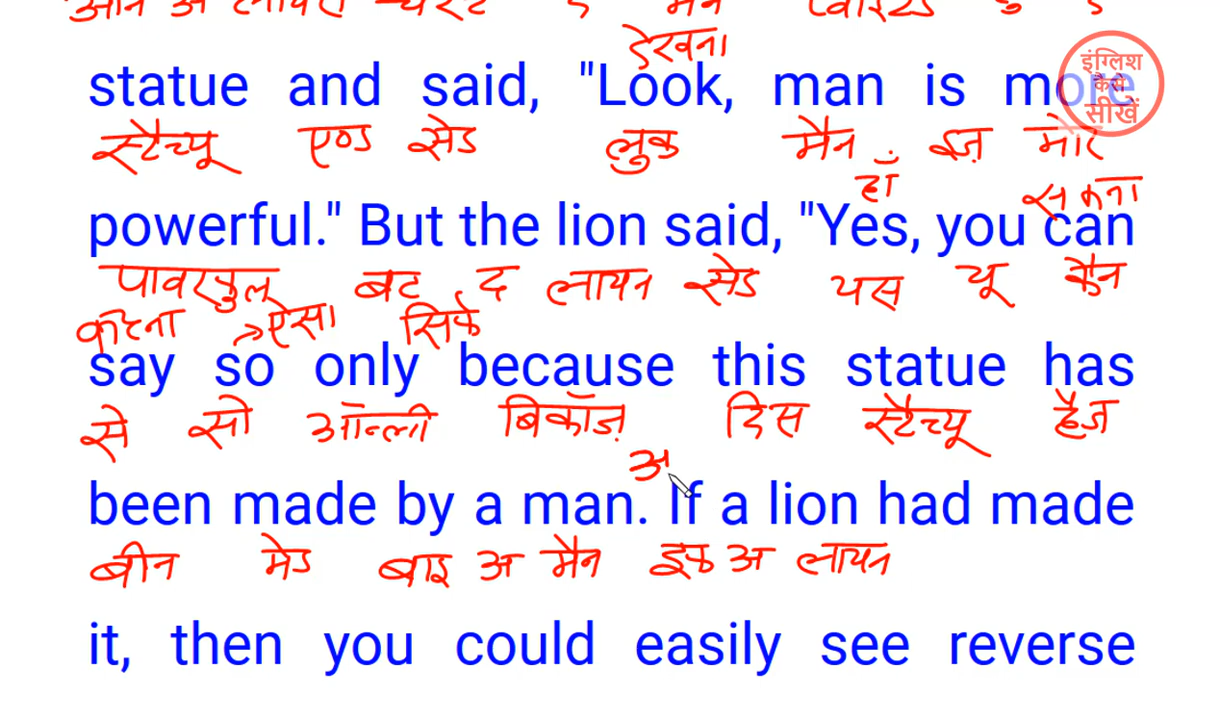 देखना
इंग्लिश
कैसे
सीखें
statue and said, "Look, man is more
स्टैच्यू एण्ड सेड लुक मैन इज़ मोर
हाँ सकना
powerful." But the lion said, "Yes, you can
पावरफुल बट द लायन सेड यस यू कैन
कहना ऐसा सिर्फ
say so only because this statue has
से सो ऑन्ली बिकॉज़ दिस स्टैच्यू हैज
अ
been made by a man. If a lion had made
बीन मेड बाइ अ मैन इफ अ लायन
it, then you could easily see reverse